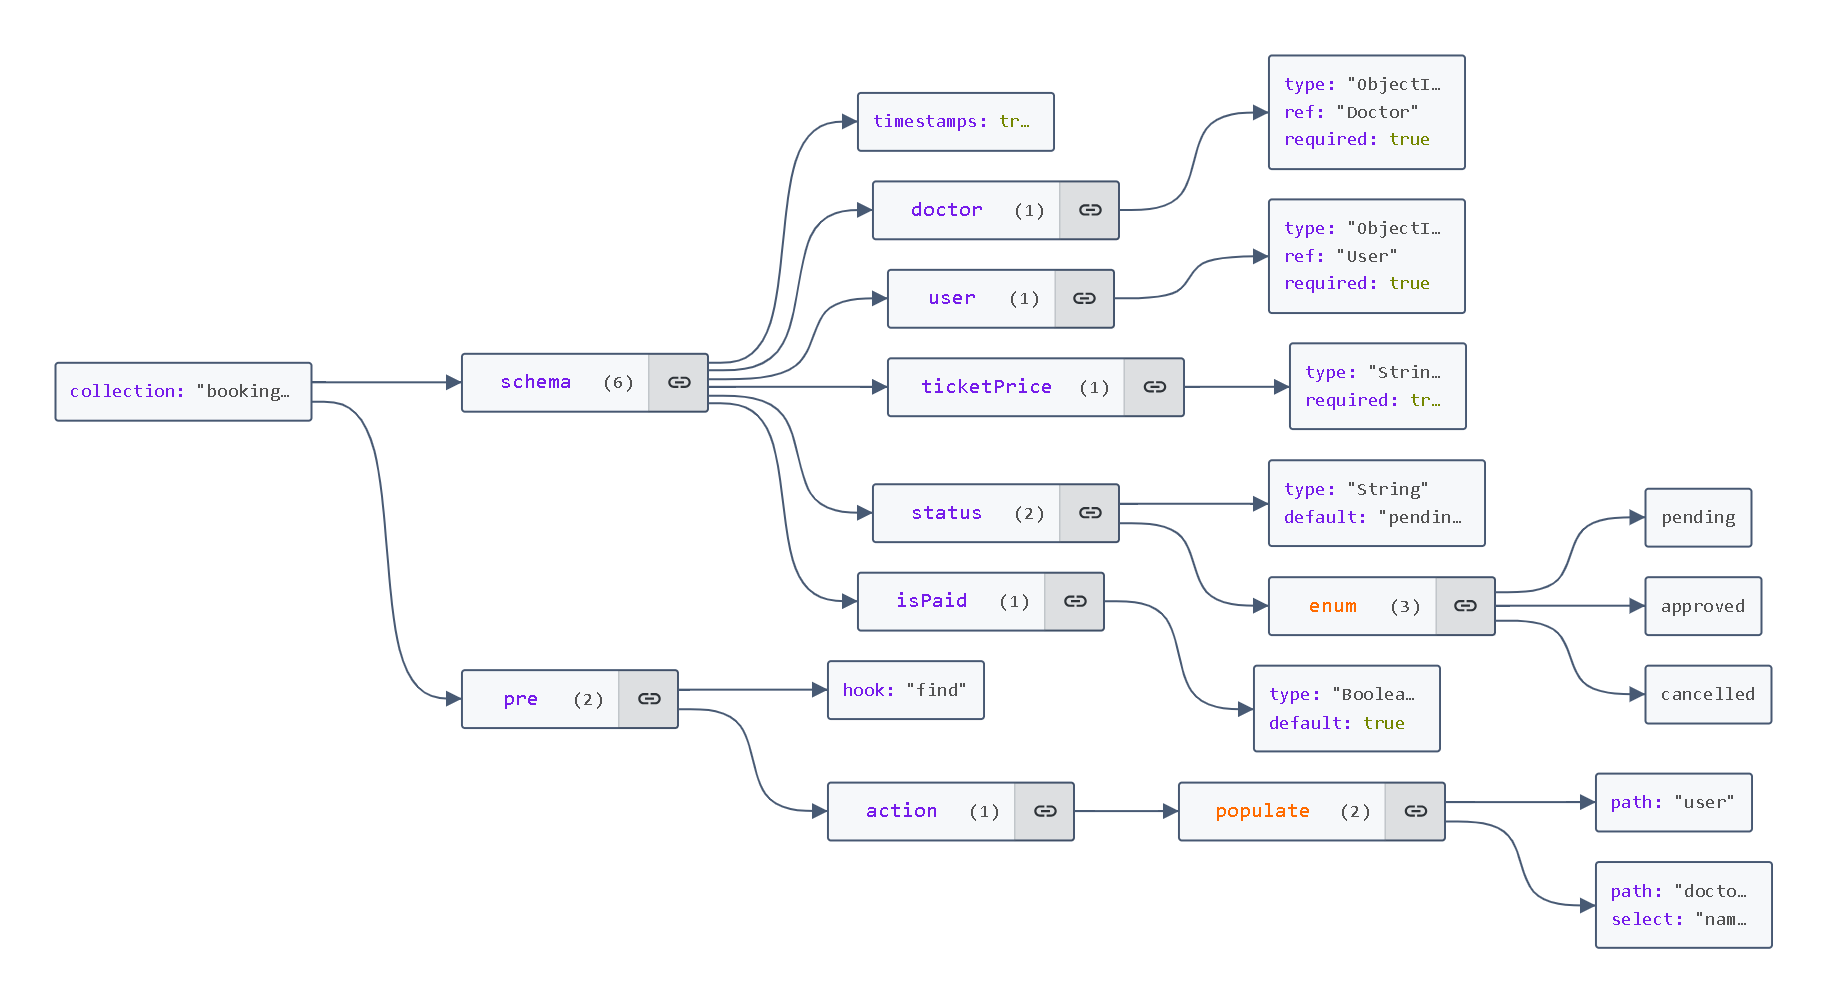 collection: "booking…
schema (6)
timestamps: tr…
doctor (1)
type: "ObjectI…
ref: "Doctor"
required: true
user (1)
type: "ObjectI…
ref: "User"
required: true
ticketPrice (1)
type: "Strin…
required: tr…
status (2)
type: "String"
default: "pendin…
enum (3)
pending
approved
cancelled
isPaid (1)
type: "Boolea…
default: true
pre (2)
hook: "find"
action (1)
populate (2)
path: "user"
path: "docto…
select: "nam…